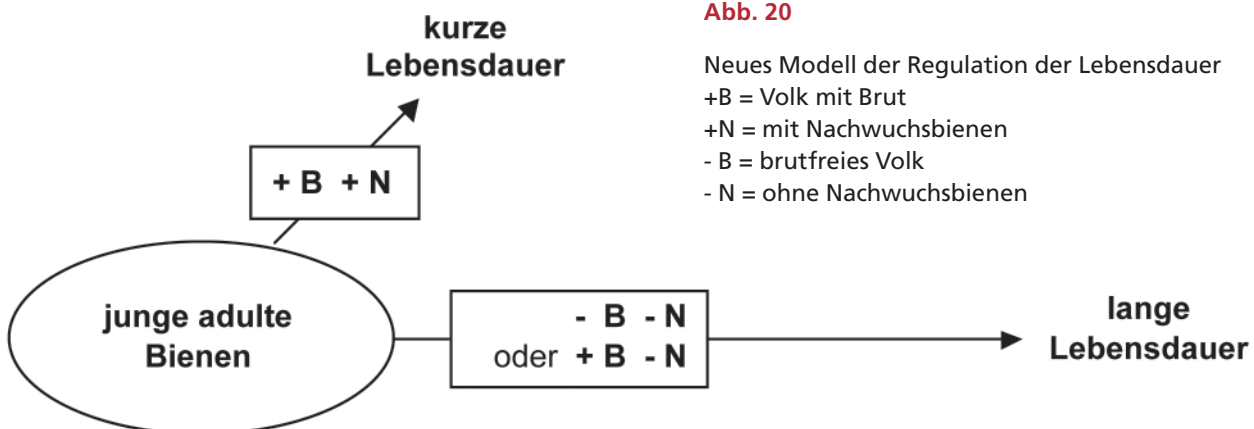 kurze
Lebensdauer
Abb. 20
Neues Modell der Regulation der Lebensdauer
+B = Volk mit Brut
+N = mit Nachwuchsbienen
- B = brutfreies Volk
- N = ohne Nachwuchsbienen
+ B + N
junge adulte
Bienen
- B - N
oder + B - N
lange
Lebensdauer